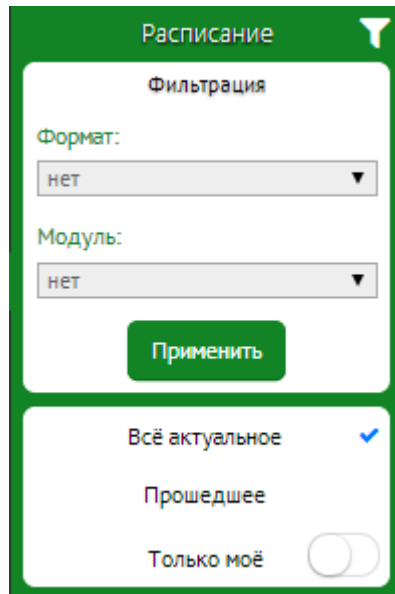 Расписание
Фильтрация
Формат:
нет
Модуль:
нет
Применить
Всё актуальное
Прошедшее
Только моё